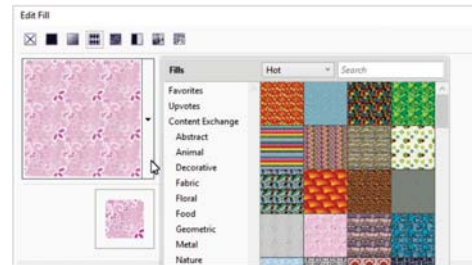 Edit Fill
Fills
Hot
Search
Favorites
Upvotes
Content Exchange
Abstract
Animal
Decorative
Fabric
Floral
Food
Geometric
Metal
Nature